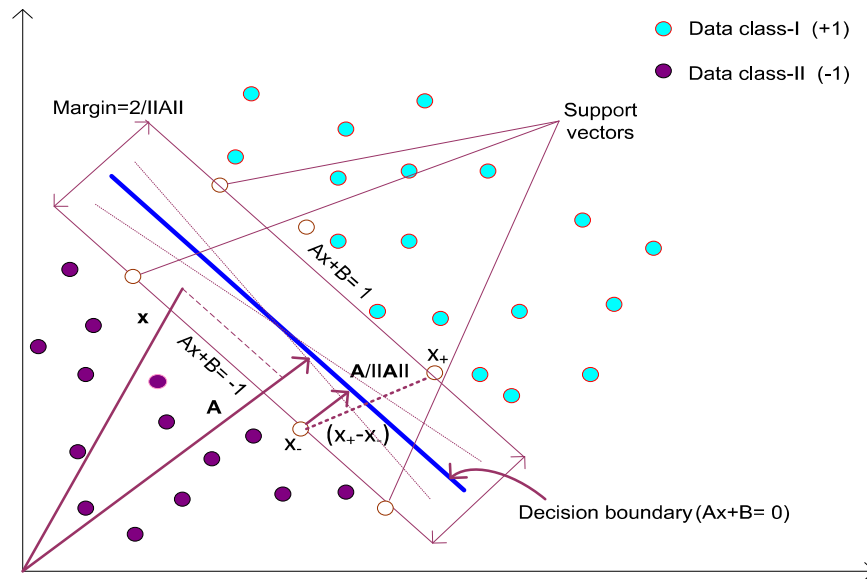 Data class-I (+1)
Data class-II (-1)
Margin=2/IIAII
Support
vectors
Ax+B= 1
x
Ax+B= -1
X₊
A/IIAII
A
X₋
(x₊-x₋)
Decision boundary (Ax+B= 0)